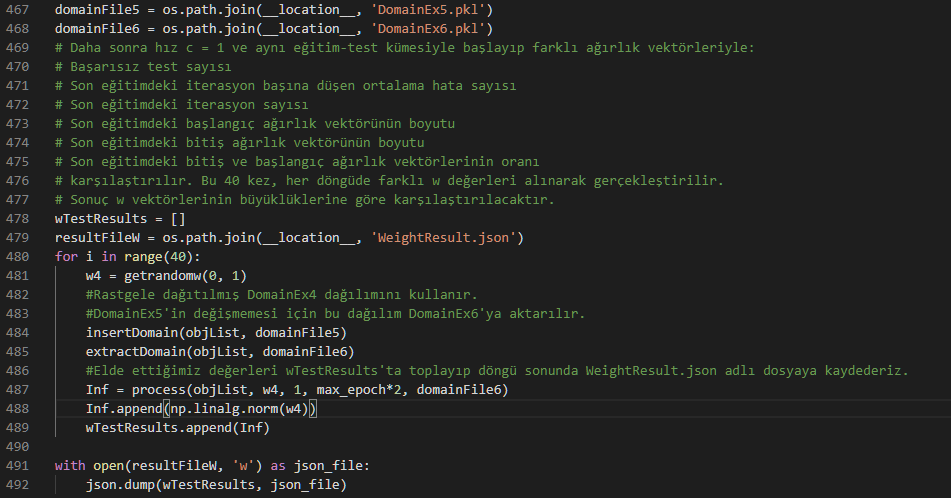 467 domainFile5 = os.path.join(__location__, 'DomainEx5.pkl')
468 domainFile6 = os.path.join(__location__, 'DomainEx6.pkl')
469 # Daha sonra hız c = 1 ve aynı eğitim-test kümesiyle başlayıp farklı ağırlık vektörleriyle:
470 # Başarısız test sayısı
471 # Son eğitimdeki iterasyon başına düşen ortalama hata sayısı
472 # Son eğitimdeki iterasyon sayısı
473 # Son eğitimdeki başlangıç ağırlık vektörünün boyutu
474 # Son eğitimdeki bitiş ağırlık vektörünün boyutu
475 # Son eğitimdeki bitiş ve başlangıç ağırlık vektörlerinin oranı
476 # karşılaştırılır. Bu 40 kez, her döngüde farklı w değerleri alınarak gerçekleştirilir.
477 # Sonuç w vektörlerinin büyüklüklerine göre karşılaştırılacaktır.
478 wTestResults = []
479 resultFileW = os.path.join(__location__, 'WeightResult.json')
480 for i in range(40):
481     w4 = getrandomw(0, 1)
482     #Rastgele dağıtılmış DomainEx4 dağılımını kullanır.
483     #DomainEx5'in değişmemesi için bu dağılım DomainEx6'ya aktarılır.
484     insertDomain(objList, domainFile5)
485     extractDomain(objList, domainFile6)
486     #Elde ettiğimiz değerleri wTestResults'ta toplayıp döngü sonunda WeightResult.json adlı dosyaya kaydederiz.
487     Inf = process(objList, w4, 1, max_epoch*2, domainFile6)
488     Inf.append(np.linalg.norm(w4))
489     wTestResults.append(Inf)
490
491 with open(resultFileW, 'w') as json_file:
492     json.dump(wTestResults, json_file)